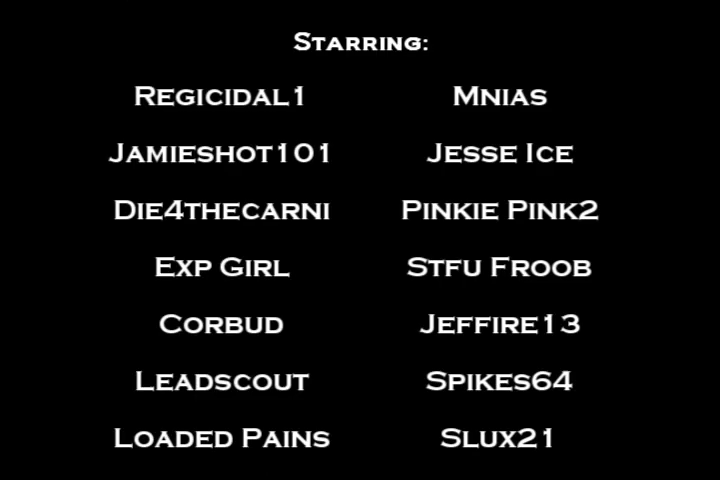 Starring:
Regicidal1 Mnias
Jamieshot101 Jesse Ice
Die4thecarni Pinkie Pink2
Exp Girl Stfu Froob
Corbud Jeffire13
Leadscout Spikes64
Loaded Pains Slux21